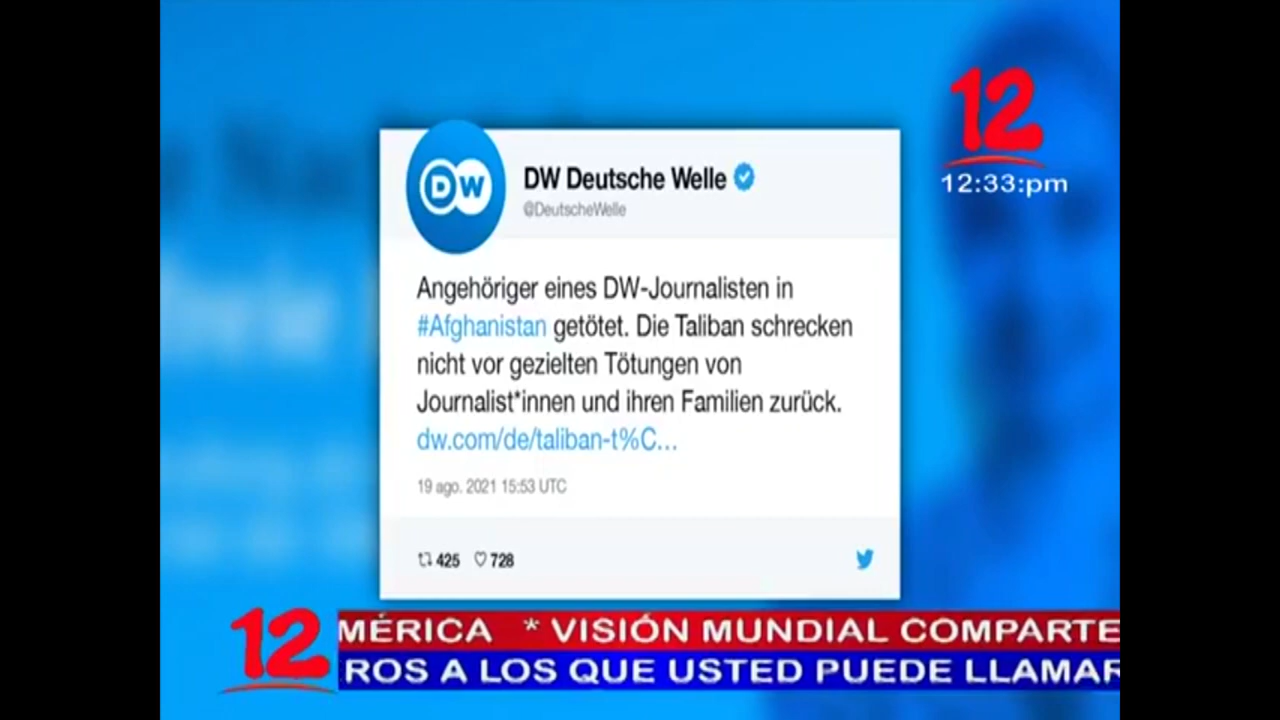 12
12:33:pm
DW
DW Deutsche Welle
@DeutscheWelle
Angehöriger eines DW-Journalisten in
#Afghanistan getötet. Die Taliban schrecken
nicht vor gezielten Tötungen von
Journalist*innen und ihren Familien zurück.
dw.com/de/taliban-t%C...
19 ago. 2021 15:53 UTC
425 728
12
MÉRICA * VISIÓN MUNDIAL COMPARTE
ROS A LOS QUE USTED PUEDE LLAMAR